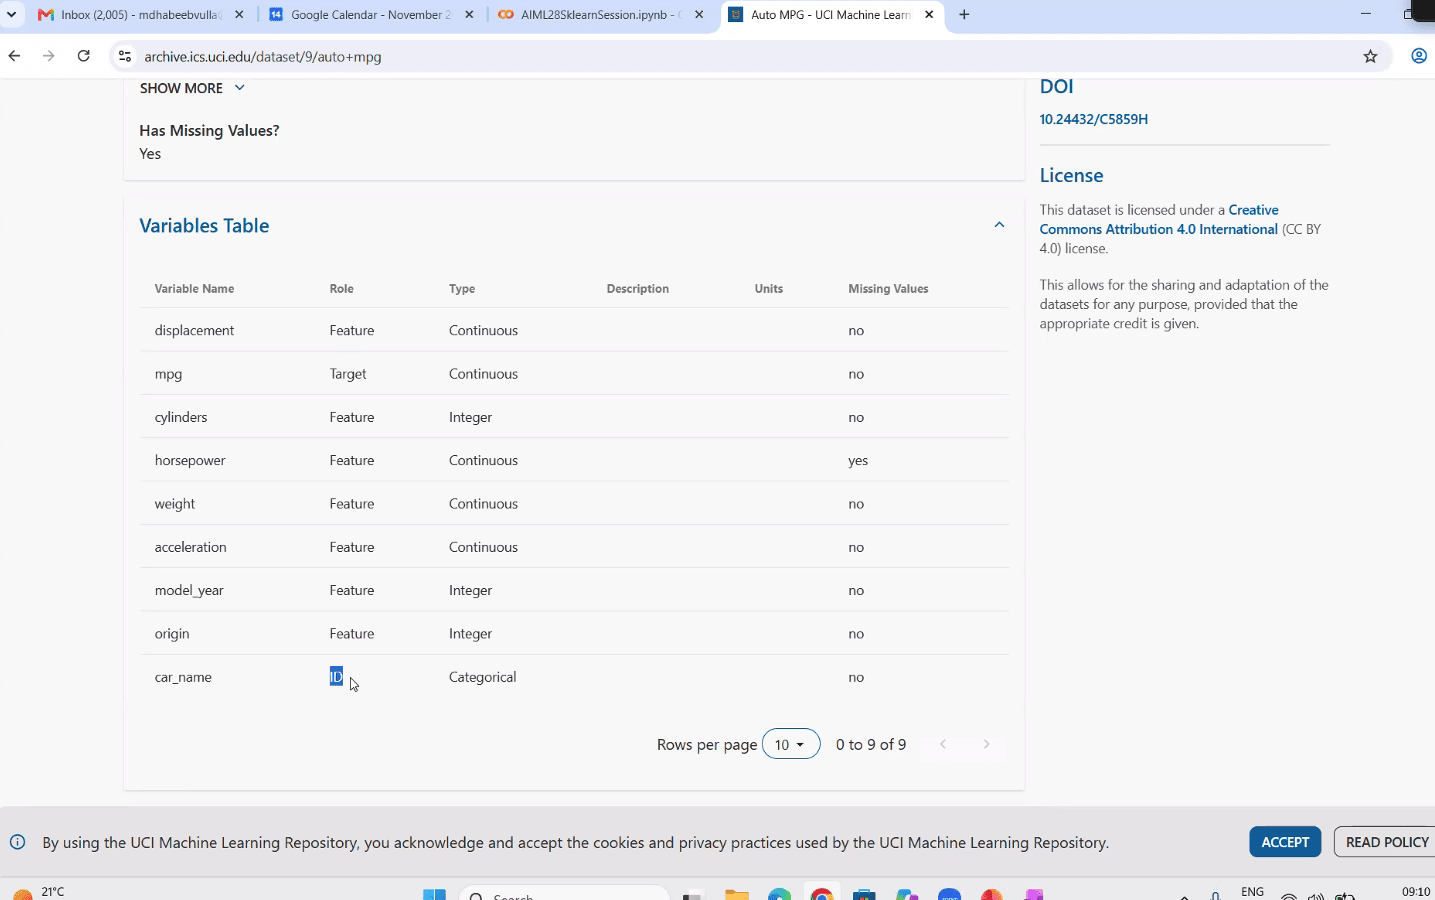 Inbox (2,005) - mdhabeebvulla
Google Calendar - November 2
AIML28SklearnSession.ipynb -
Auto MPG - UCI Machine Learn
archive.ics.uci.edu/dataset/9/auto+mpg
SHOW MORE
Has Missing Values?
Yes
Variables Table
Variable Name Role Type Description Units Missing Values
displacement Feature Continuous no
mpg Target Continuous no
cylinders Feature Integer no
horsepower Feature Continuous yes
weight Feature Continuous no
acceleration Feature Continuous no
model_year Feature Integer no
origin Feature Integer no
car_name ID Categorical no
Rows per page 10 0 to 9 of 9
DOI
10.24432/C5859H
License
This dataset is licensed under a Creative
Commons Attribution 4.0 International (CC BY
4.0) license.
This allows for the sharing and adaptation of the
datasets for any purpose, provided that the
appropriate credit is given.
By using the UCI Machine Learning Repository, you acknowledge and accept the cookies and privacy practices used by the UCI Machine Learning Repository.
ACCEPT
READ POLICY
21°C
Search
ENG
09:10